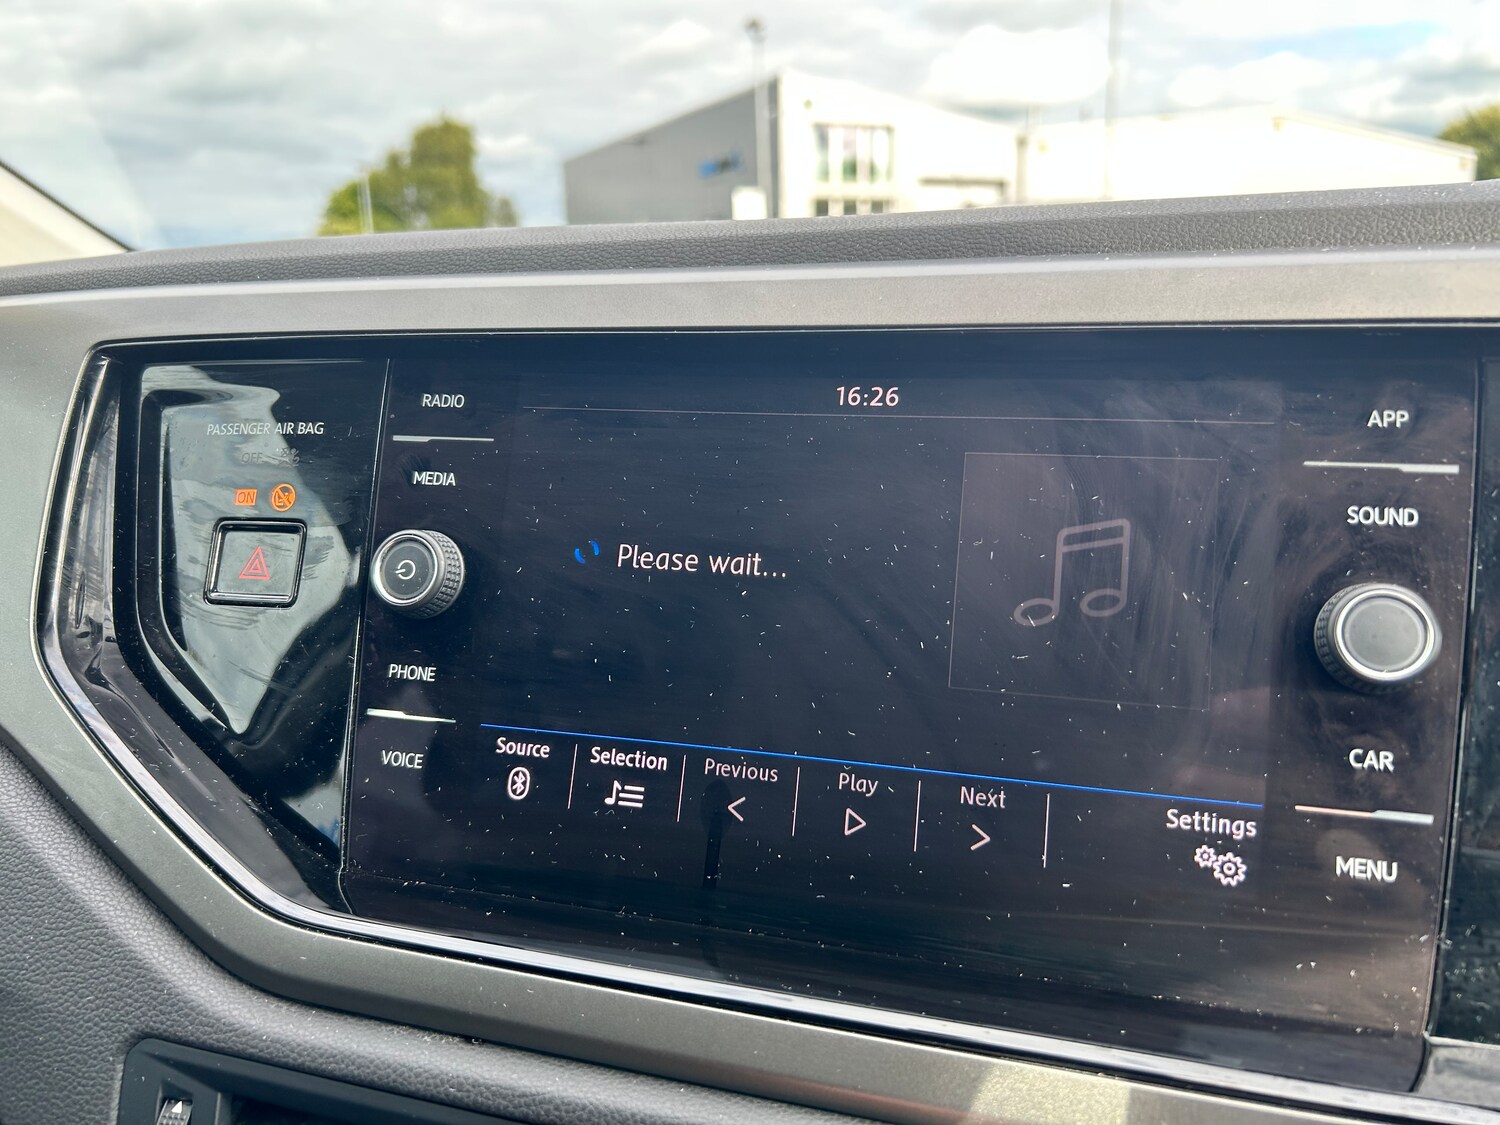 PASSENGER AIR BAG
OFF
ON
RADIO
MEDIA
PHONE
VOICE
16:26
Please wait...
Source
Selection
Previous
Play
Next
Settings
APP
SOUND
CAR
MENU